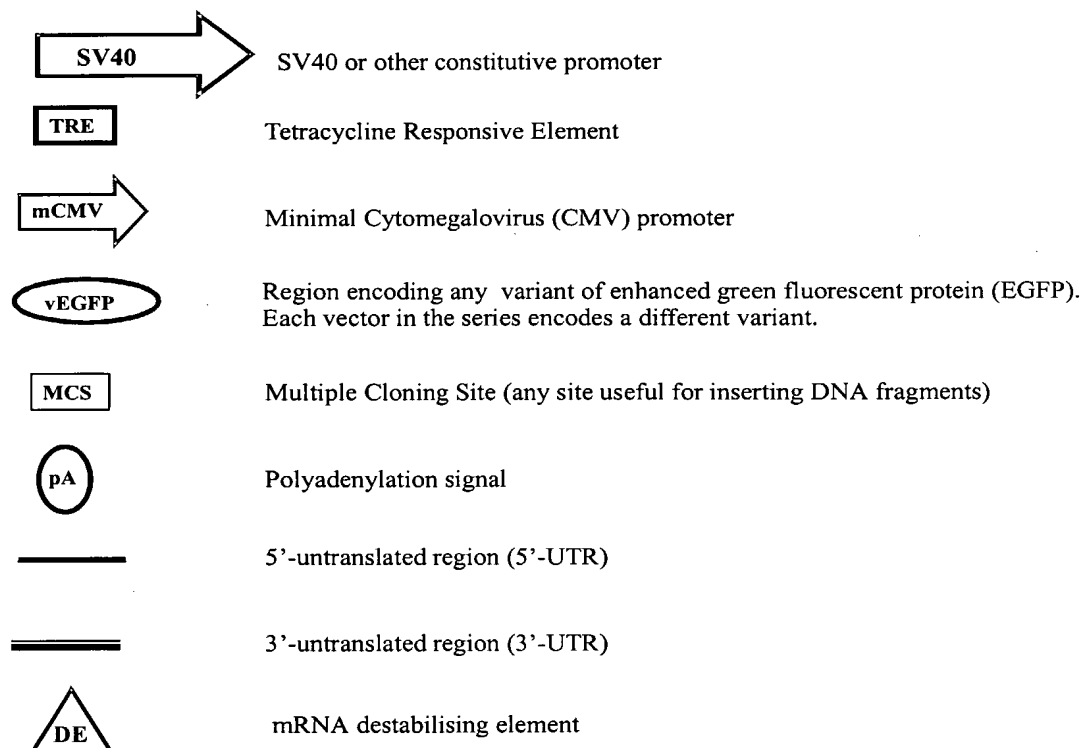 SV40 SV40 or other constitutive promoter
TRE Tetracycline Responsive Element
mCMV Minimal Cytomegalovirus (CMV) promoter
vEGFP Region encoding any variant of enhanced green fluorescent protein (EGFP).
Each vector in the series encodes a different variant.
MCS Multiple Cloning Site (any site useful for inserting DNA fragments)
pA Polyadenylation signal
5’-untranslated region (5’-UTR)
3’-untranslated region (3’-UTR)
DE mRNA destabilising element